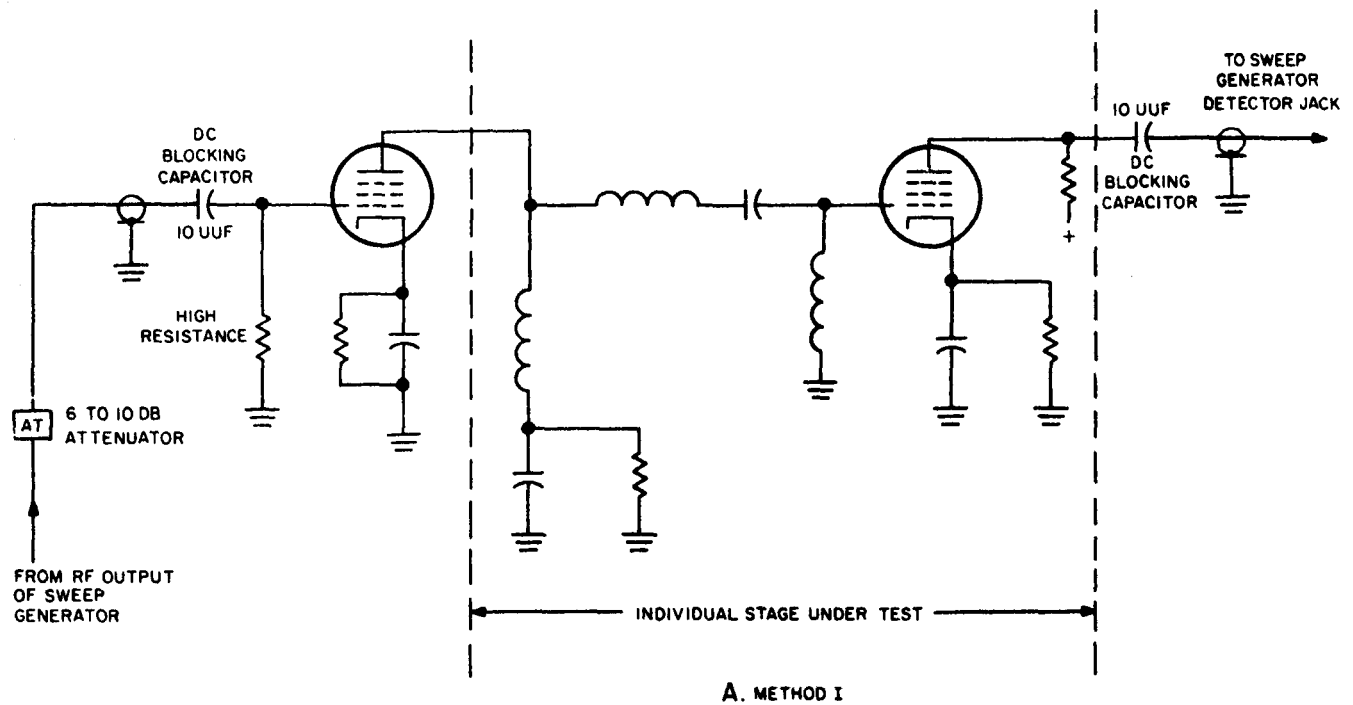 TO SWEEP
GENERATOR
DETECTOR JACK
10 UUF
DC
BLOCKING
CAPACITOR
DC
BLOCKING
CAPACITOR
10 UUF
+
HIGH
RESISTANCE
AT
6 TO 10 DB
ATTENUATOR
FROM RF OUTPUT
OF SWEEP
GENERATOR
INDIVIDUAL STAGE UNDER TEST
A. METHOD I